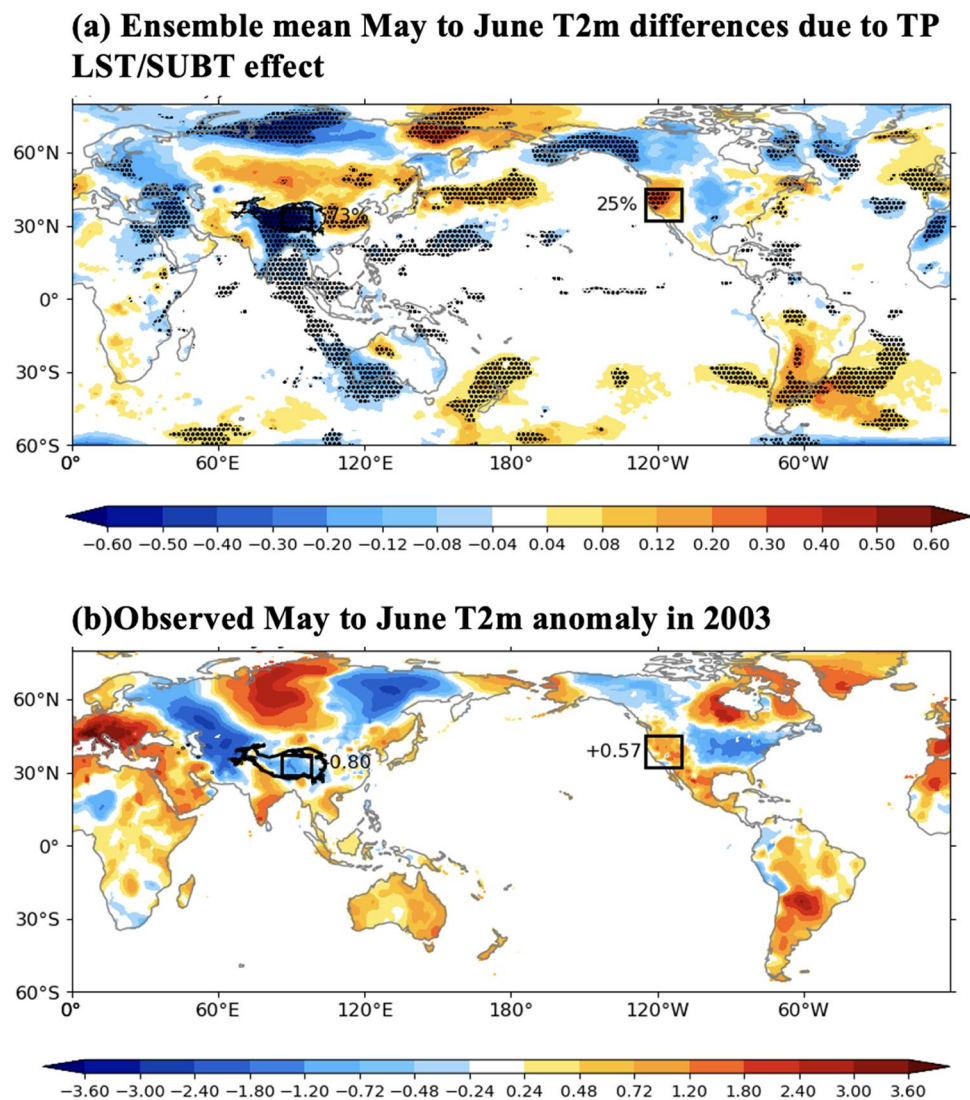 (a) Ensemble mean May to June T2m differences due to TP
LST/SUBT effect
60°N
30°N
0°
30°S
60°S
73%
25%
0° 60°E 120°E 180° 120°W 60°W
−0.60 −0.50 −0.40 −0.30 −0.20 −0.12 −0.08 −0.04 0.04 0.08 0.12 0.20 0.30 0.40 0.50 0.60
(b)Observed May to June T2m anomaly in 2003
60°N
30°N
0°
30°S
60°S
0.80
+0.57
0° 60°E 120°E 180° 120°W 60°W
−3.60 −3.00 −2.40 −1.80 −1.20 −0.72 −0.48 −0.24 0.24 0.48 0.72 1.20 1.80 2.40 3.00 3.60